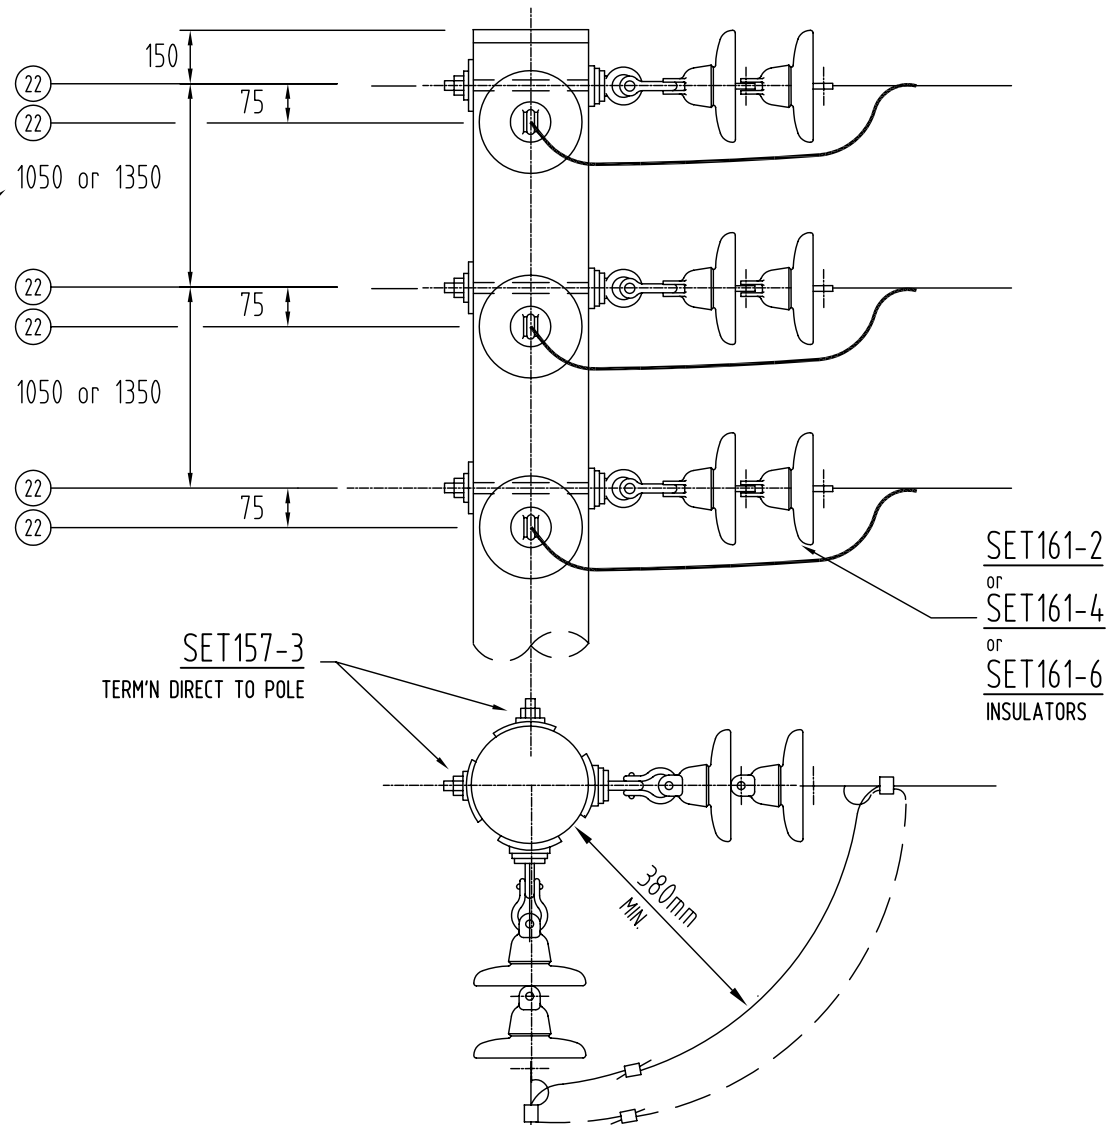 150
22
75
22
1050 or 1350
22
75
22
1050 or 1350
22
75
22
SET161-2
or
SET161-4
or
SET161-6
INSULATORS
SET157-3
TERM'N DIRECT TO POLE
380mm
MIN.